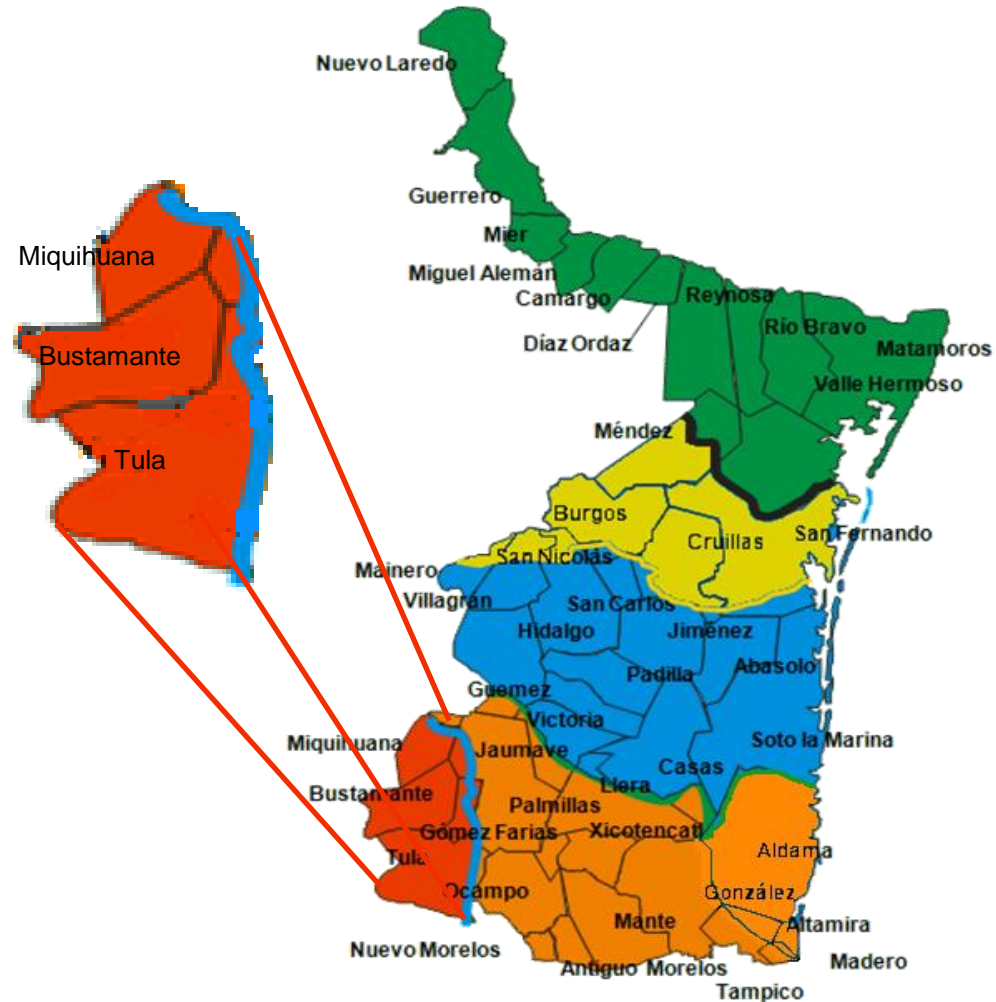 Nuevo Laredo
Guerrero
Mier
Miguel Alemán
Camargo
Díaz Ordaz
Reynosa
Río Bravo
Matamoros
Valle Hermoso
Méndez
Burgos
Cruillas
San Fernando
San Nicolás
Mainero
Villagrán
San Carlos
Hidalgo
Jiménez
Padilla
Abasolo
Guemez
Victoria
Soto la Marina
Casas
Llera
Miquihuana
Jaumave
Bustamante
Palmillas
Gómez Farias
Xicotencatl
Tula
Aldama
Ocampo
González
Mante
Altamira
Nuevo Morelos
Antiguo Morelos
Madero
Tampico
Miquihuana
Bustamante
Tula